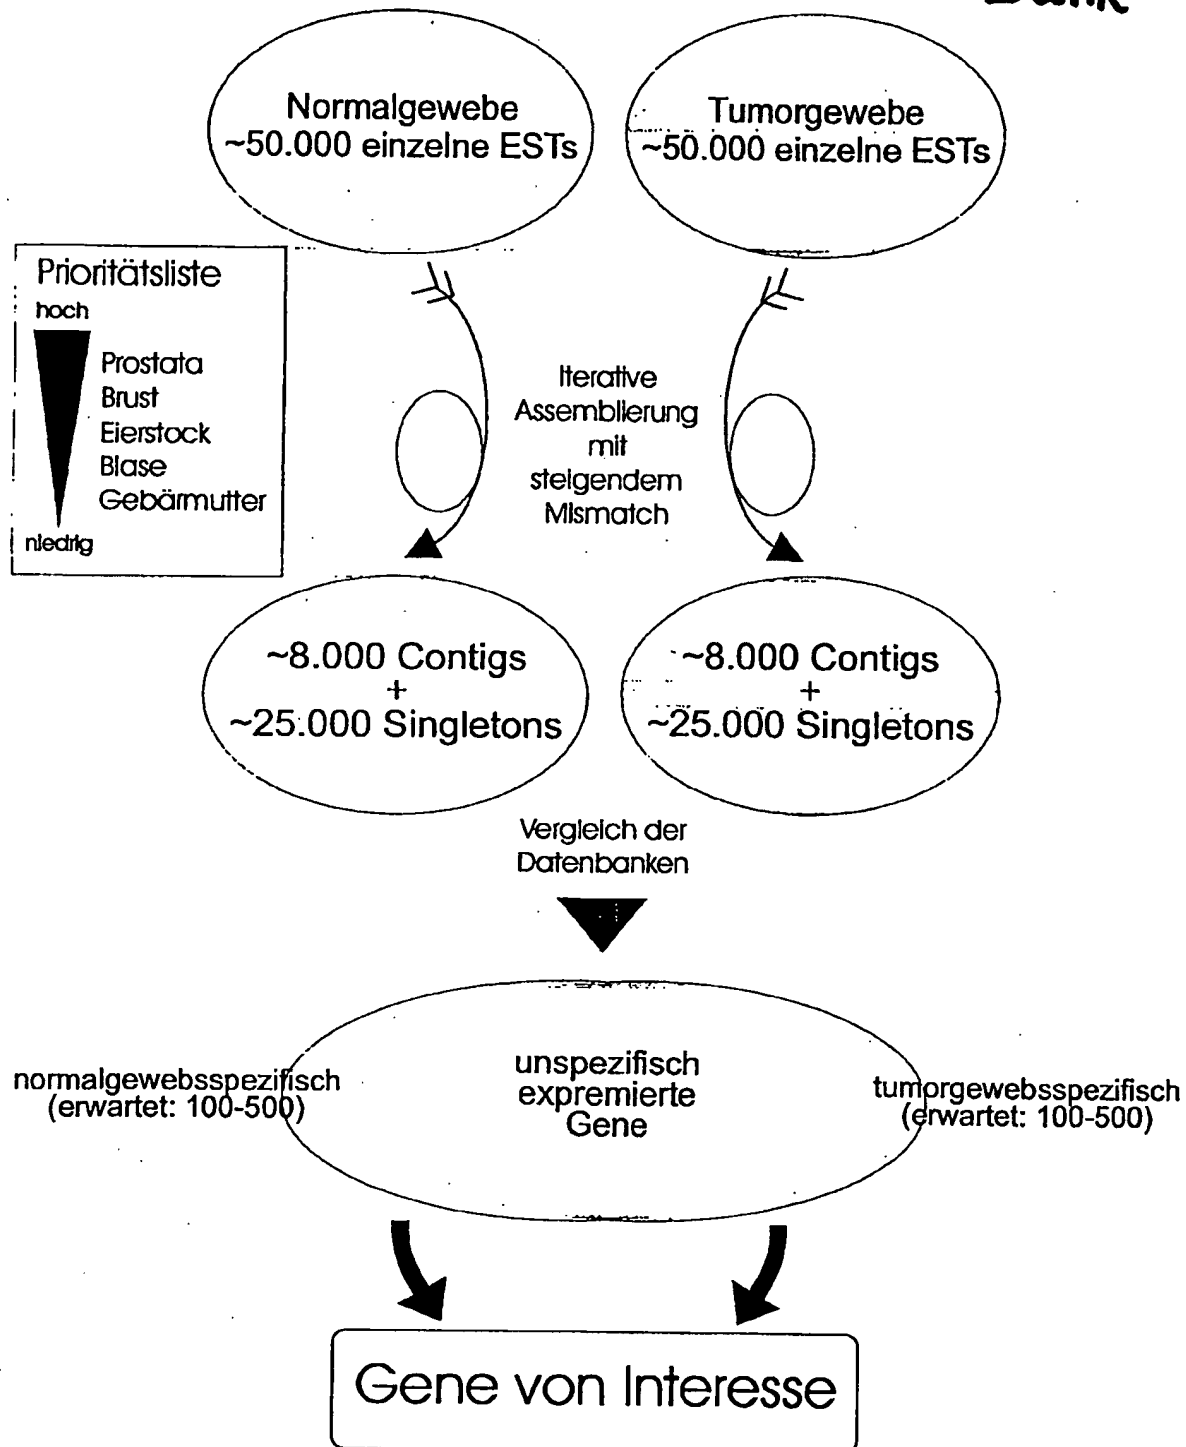 Normalgewebe
~50.000 einzelne ESTs
Tumorgewebe
~50.000 einzelne ESTs
Prioritätsliste
hoch
Prostata
Brust
Eierstock
Blase
Gebärmutter
niedrig
Iterative
Assemblierung
mit
steigendem
Mismatch
~8.000 Contigs
+
~25.000 Singletons
~8.000 Contigs
+
~25.000 Singletons
Vergleich der
Datenbanken
normalgewebsspezifisch
(erwartet: 100-500)
unspezifisch
expremierte
Gene
tumorgewebsspezifisch
(erwartet: 100-500)
Gene von Interesse